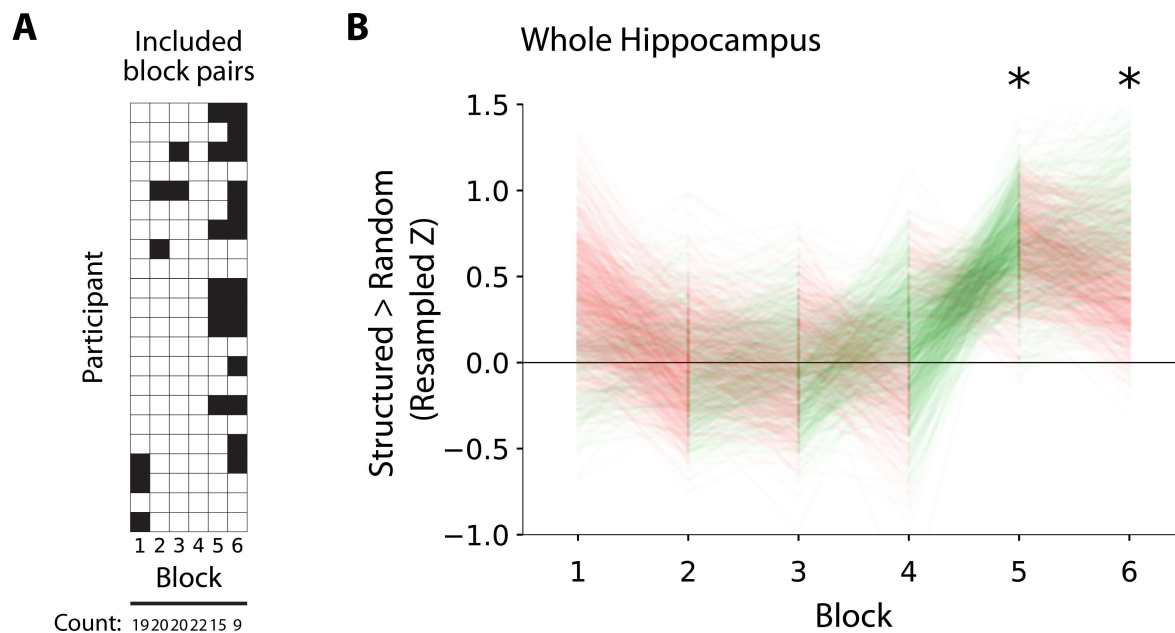 A
Included
block pairs
Participant
1 2 3 4 5 6
Block
Count: 19 20 20 22 15 9
B
Whole Hippocampus
* *
Structured > Random
(Resampled Z)
1.5
1.0
0.5
0.0
−0.5
−1.0
1 2 3 4 5 6
Block